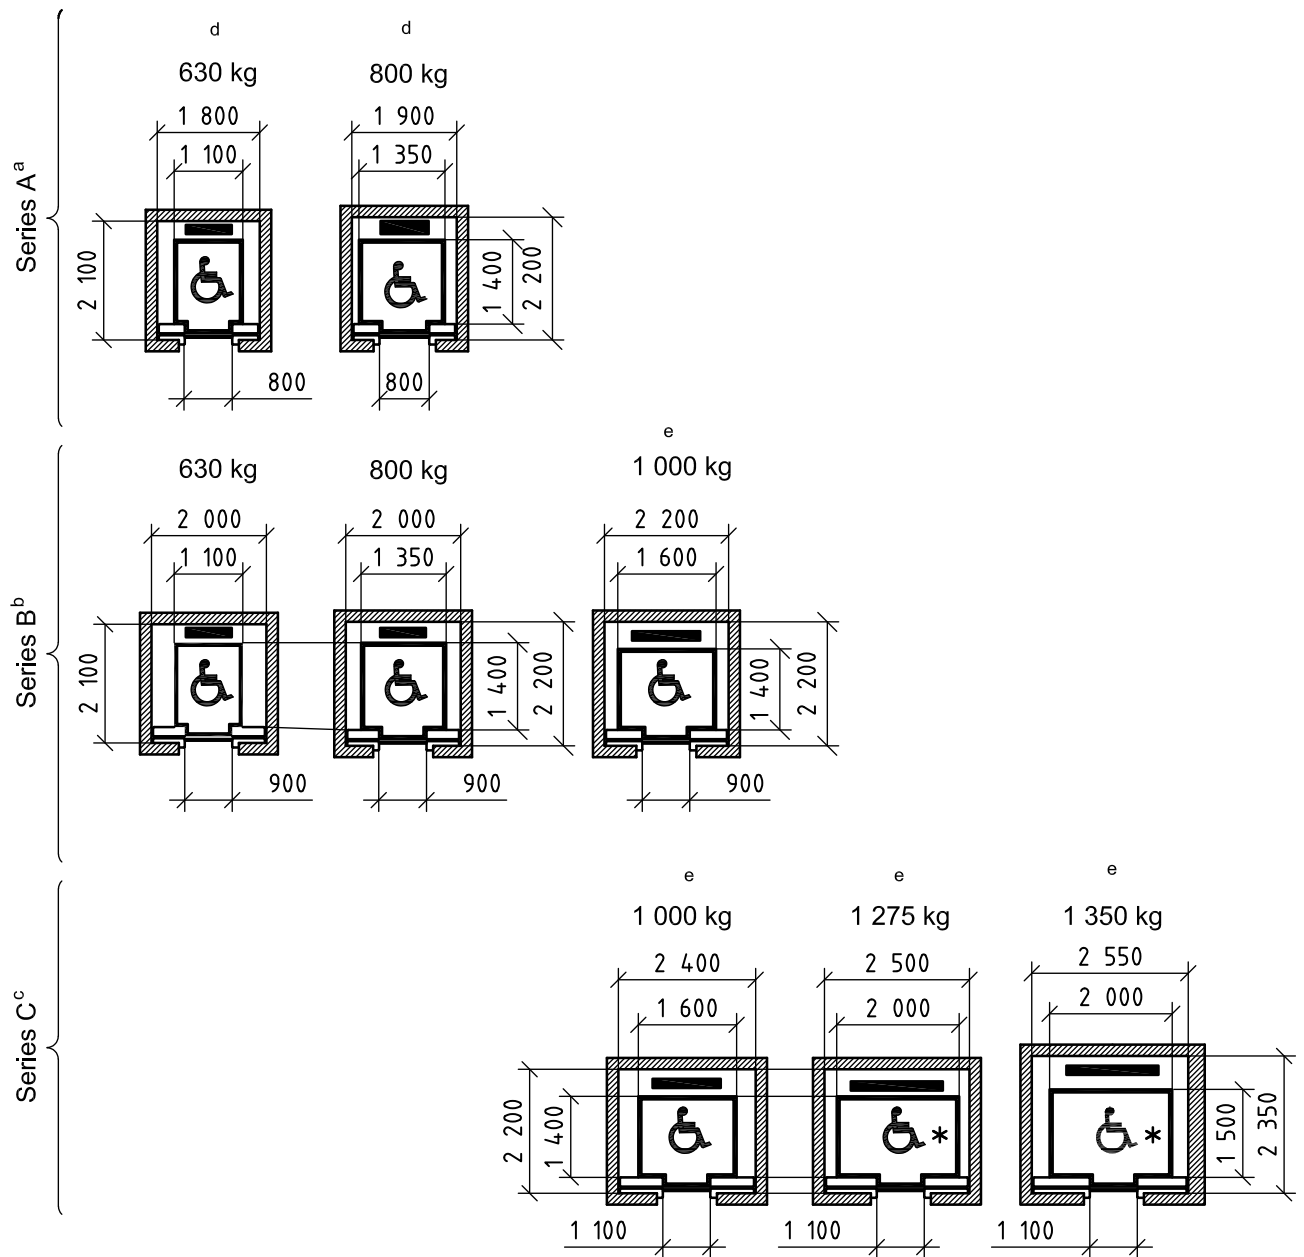 Series A a
d d
630 kg 800 kg
1 800 1 900
1 100 1 350
2 100 1 400 2 200
800 800
Series B b
e
630 kg 800 kg 1 000 kg
2 000 2 000 2 200
1 100 1 350 1 600
2 100 1 400 2 200 1 400 2 200
900 900 900
Series C c
e e e
1 000 kg 1 275 kg 1 350 kg
2 400 2 500 2 550
1 600 2 000 2 000
2 200 1 400 * * 1 500 2 350
1 100 1 100 1 100